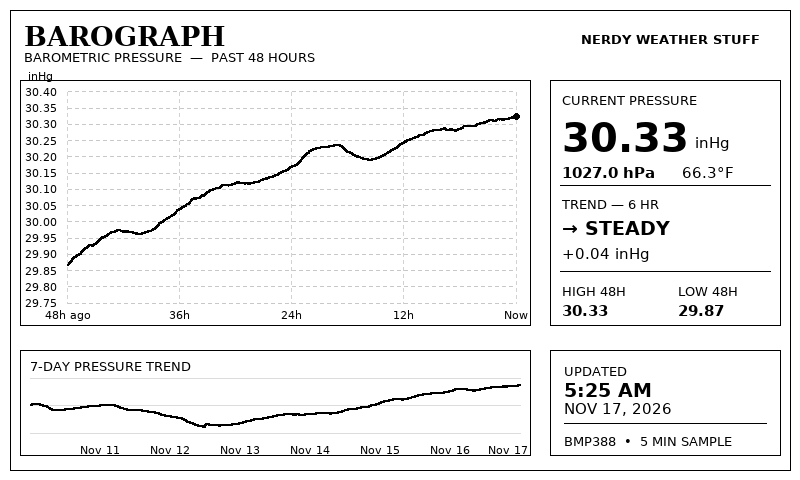 BAROGRAPH
BAROMETRIC PRESSURE — PAST 48 HOURS
NERDY WEATHER STUFF
inHg
30.40
30.35
30.30
30.25
30.20
30.15
30.10
30.05
30.00
29.95
29.90
29.85
29.80
29.75
48h ago 36h 24h 12h Now
CURRENT PRESSURE
30.33 inHg
1027.0 hPa 66.3°F
TREND — 6 HR
→ STEADY
+0.04 inHg
HIGH 48H LOW 48H
30.33 29.87
7-DAY PRESSURE TREND
Nov 11 Nov 12 Nov 13 Nov 14 Nov 15 Nov 16 Nov 17
UPDATED
5:25 AM
NOV 17, 2026
BMP388 • 5 MIN SAMPLE